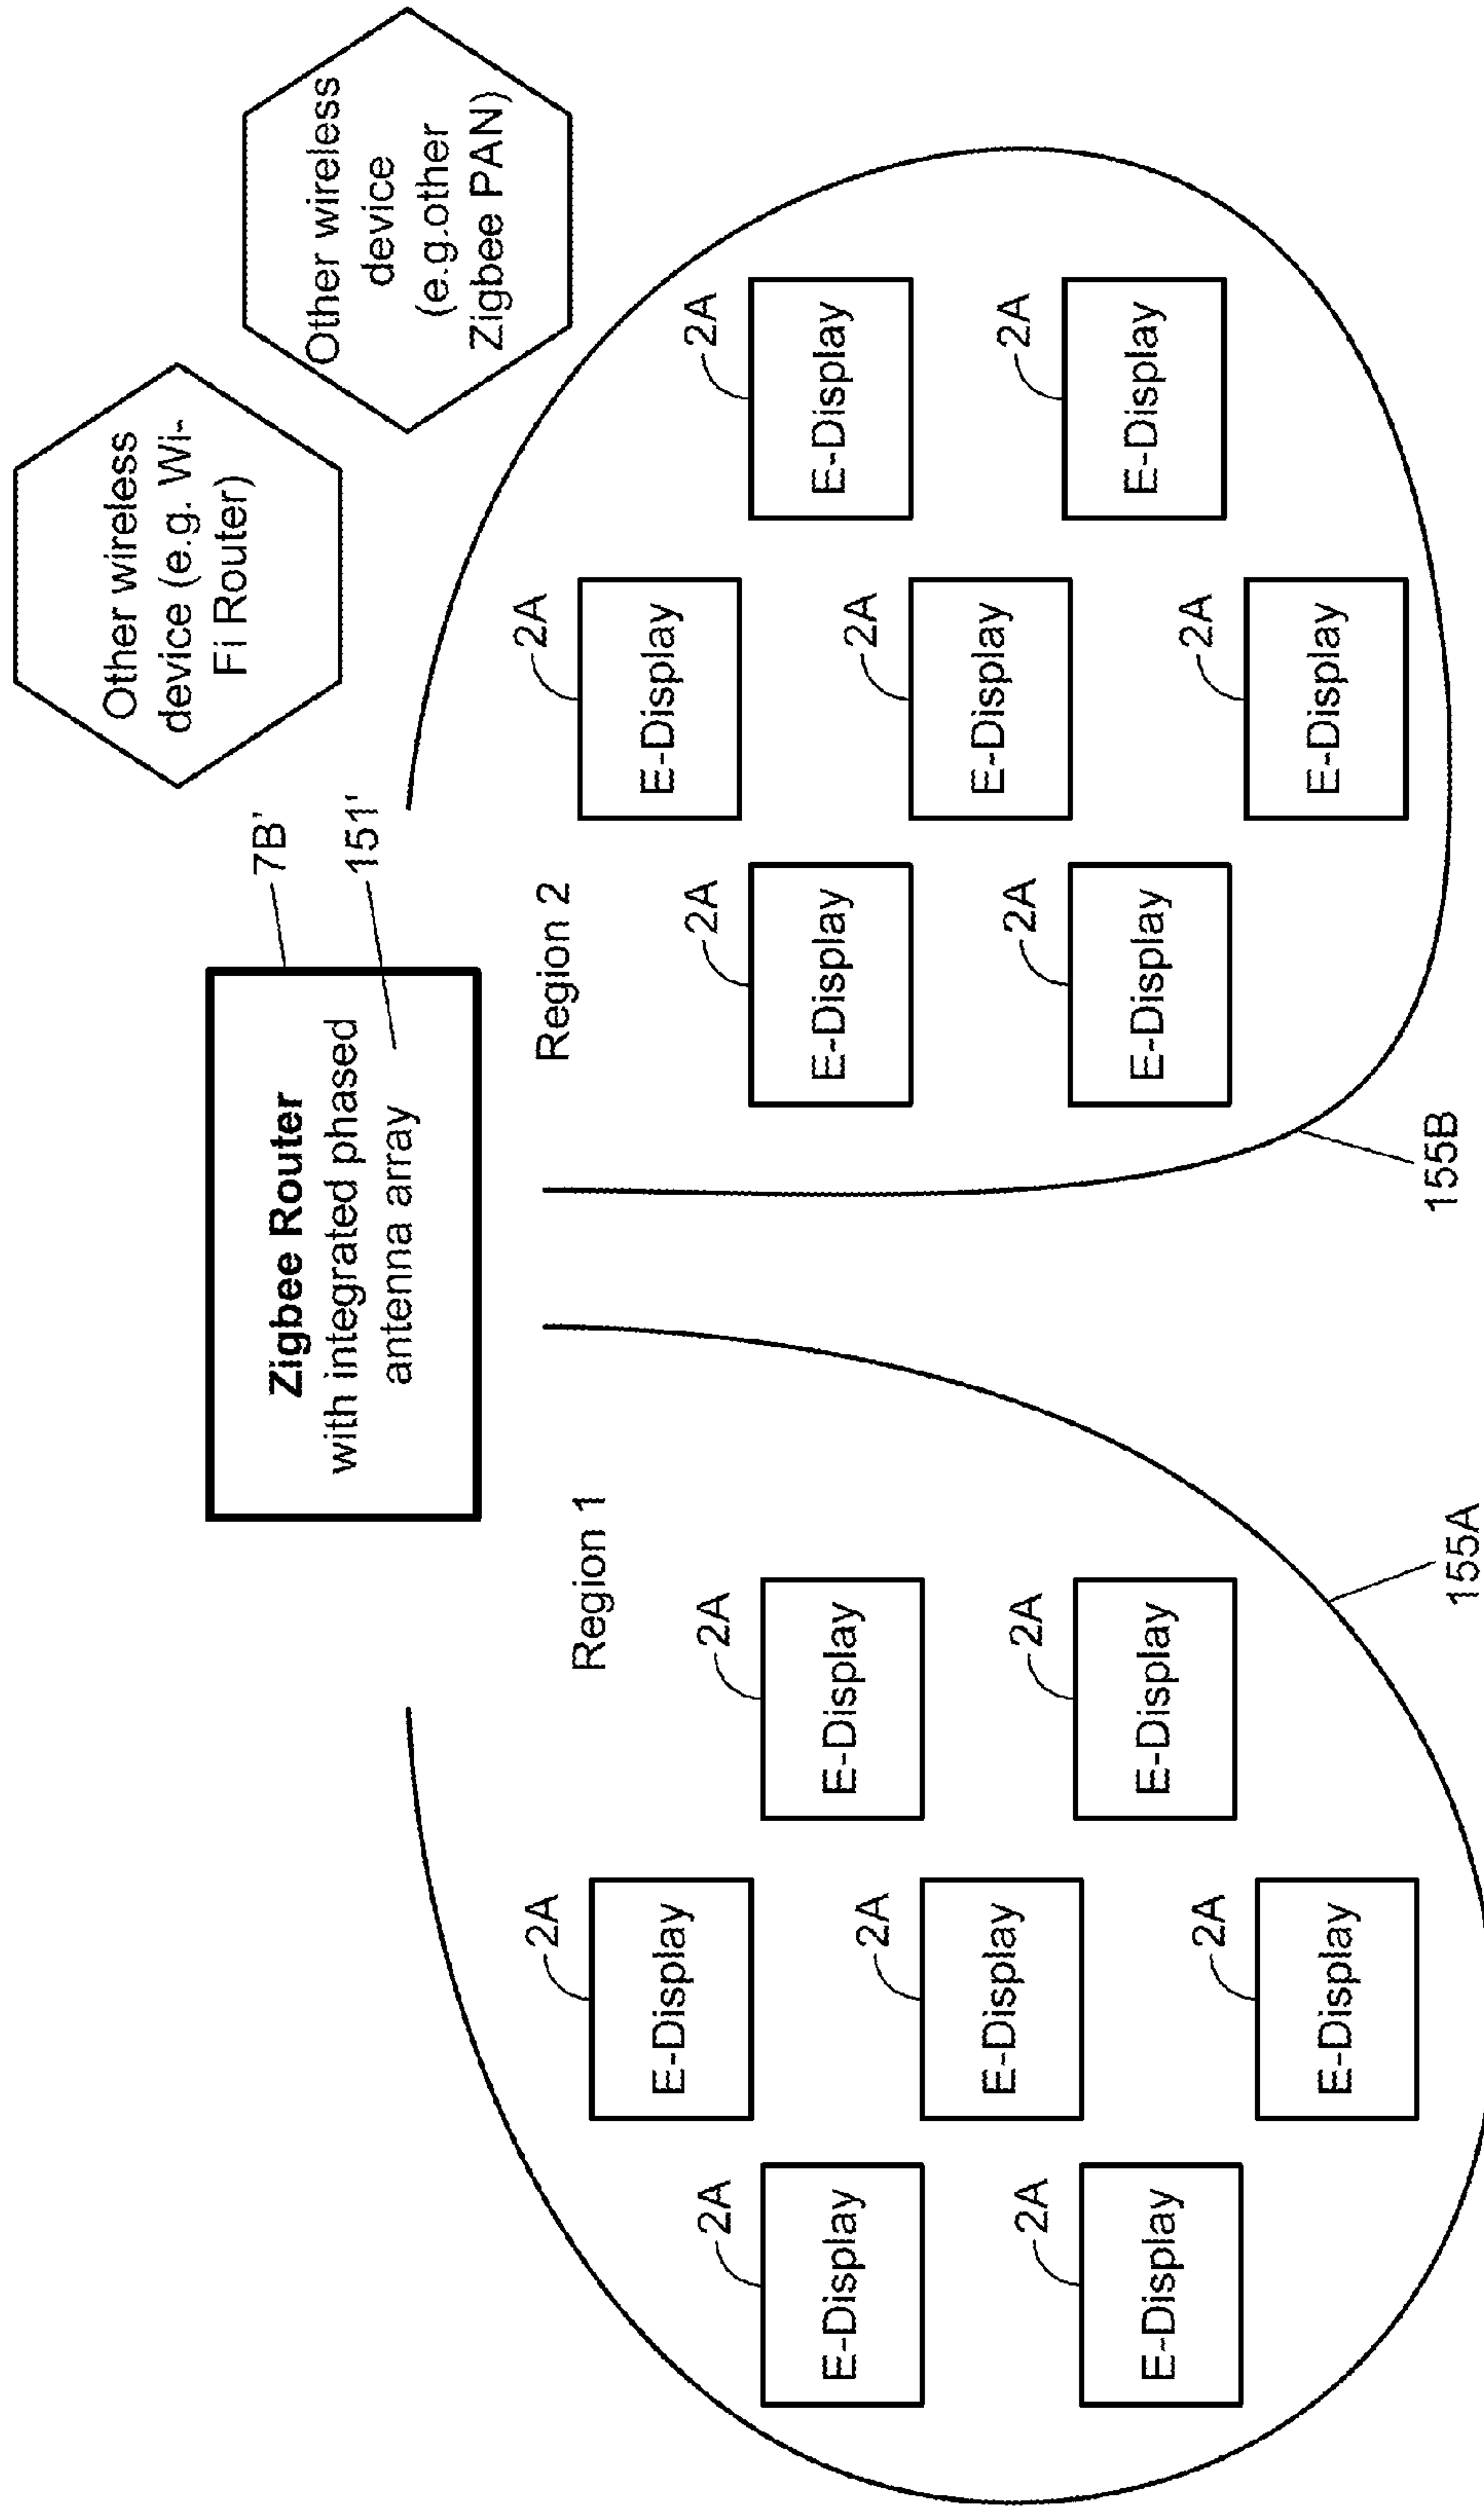 Other wireless
device (e.g. Wi-
Fi Router)
Other wireless
device
(e.g.other
Zigbee PAN)
7B'
151'
Zigbee Router
with integrated phased
antenna array
Region 1
2A
E-Display
2A
E-Display
2A
E-Display
2A
E-Display
2A
E-Display
2A
E-Display
2A
E-Display
155A
Region 2
2A
E-Display
2A
E-Display
2A
E-Display
2A
E-Display
2A
E-Display
2A
E-Display
2A
E-Display
155B